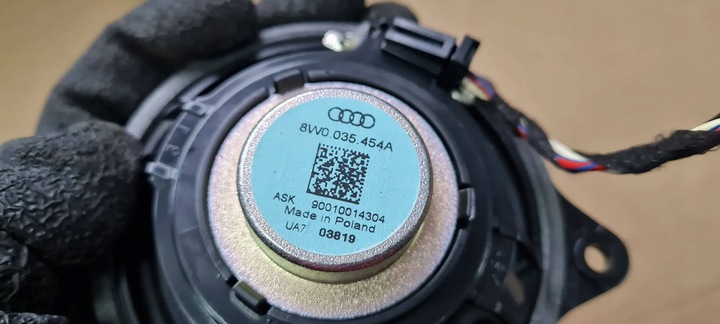 8W0.035.454A
ASK 90010014304
Made in Poland
UA7 03819